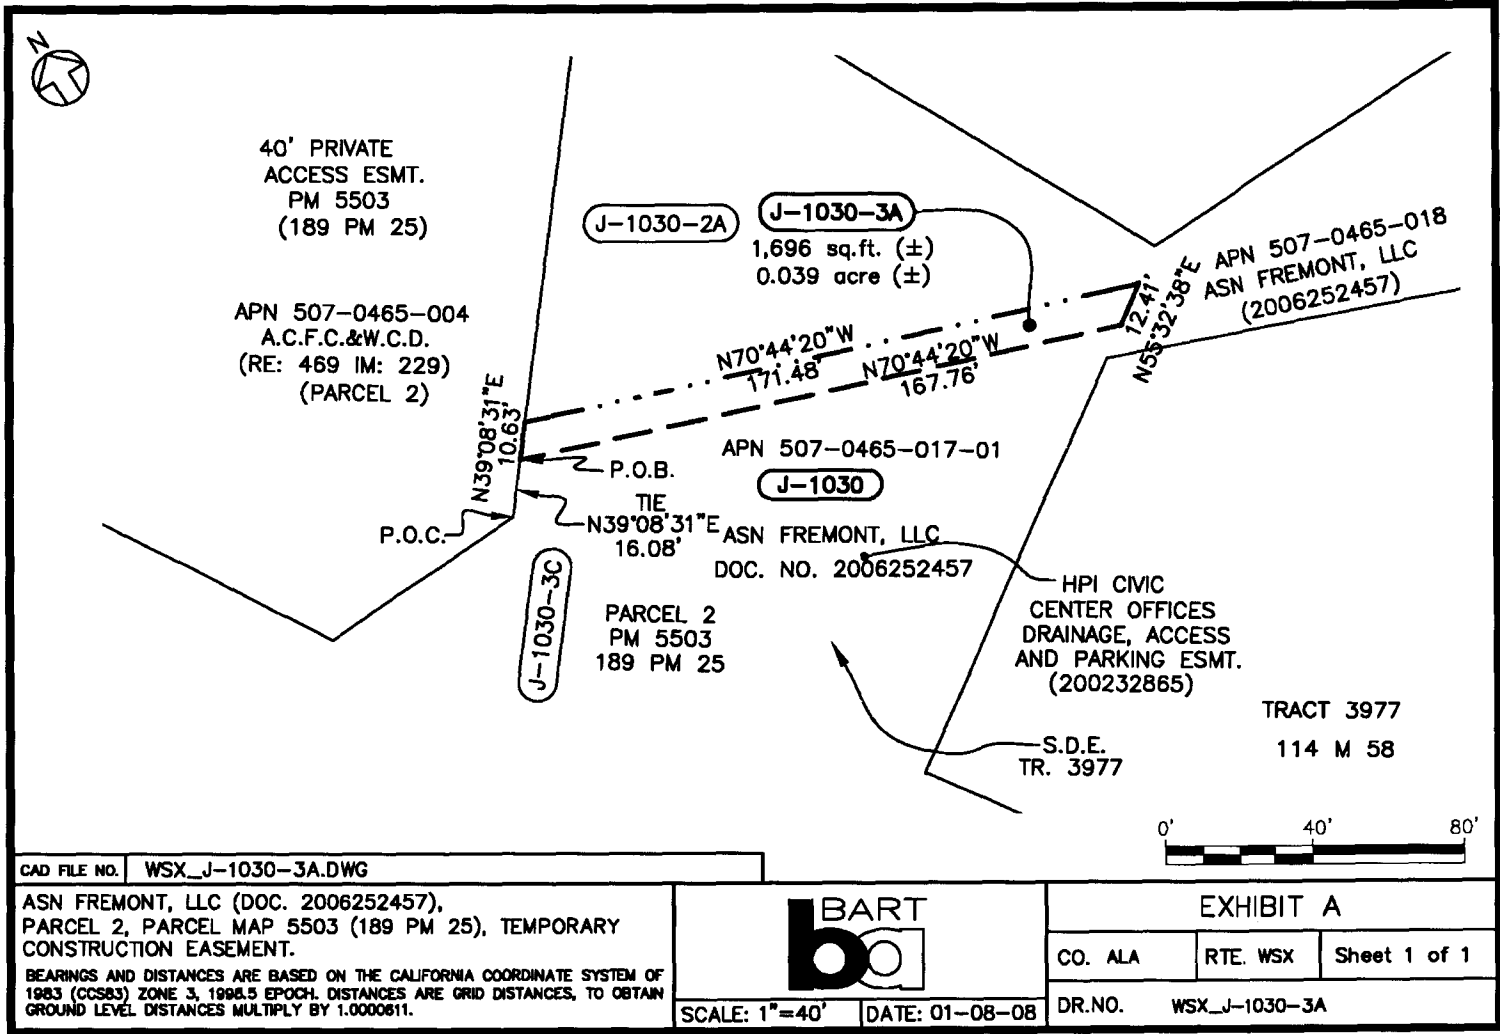 N
40' PRIVATE
ACCESS ESMT.
PM 5503
(189 PM 25)
J-1030-2A
J-1030-3A
1,696 sq.ft. (±)
0.039 acre (±)
APN 507-0465-018
ASN FREMONT, LLC
(2006252457)
12.41'
N55°32'38"E
APN 507-0465-004
A.C.F.C.&W.C.D.
(RE: 469 IM: 229)
(PARCEL 2)
N70°44'20"W
171.48'
N70°44'20"W
167.76'
N39°08'31"E
10.63'
P.O.B.
APN 507-0465-017-01
J-1030
TIE
N39°08'31"E
16.08'
P.O.C.
ASN FREMONT, LLC
DOC. NO. 2006252457
J-1030-3C
PARCEL 2
PM 5503
189 PM 25
HPI CIVIC
CENTER OFFICES
DRAINAGE, ACCESS
AND PARKING ESMT.
(200232865)
S.D.E.
TR. 3977
TRACT 3977
114 M 58
0' 40' 80'
CAD FILE NO. WSX_J-1030-3A.DWG
ASN FREMONT, LLC (DOC. 2006252457),
PARCEL 2, PARCEL MAP 5503 (189 PM 25), TEMPORARY
CONSTRUCTION EASEMENT.
BEARINGS AND DISTANCES ARE BASED ON THE CALIFORNIA COORDINATE SYSTEM OF
1983 (CCS83) ZONE 3, 1998.5 EPOCH. DISTANCES ARE GRID DISTANCES, TO OBTAIN
GROUND LEVEL DISTANCES MULTIPLY BY 1.0000611.
BART
ba
SCALE: 1"=40' DATE: 01-08-08
EXHIBIT A
CO. ALA RTE. WSX Sheet 1 of 1
DR.NO. WSX_J-1030-3A